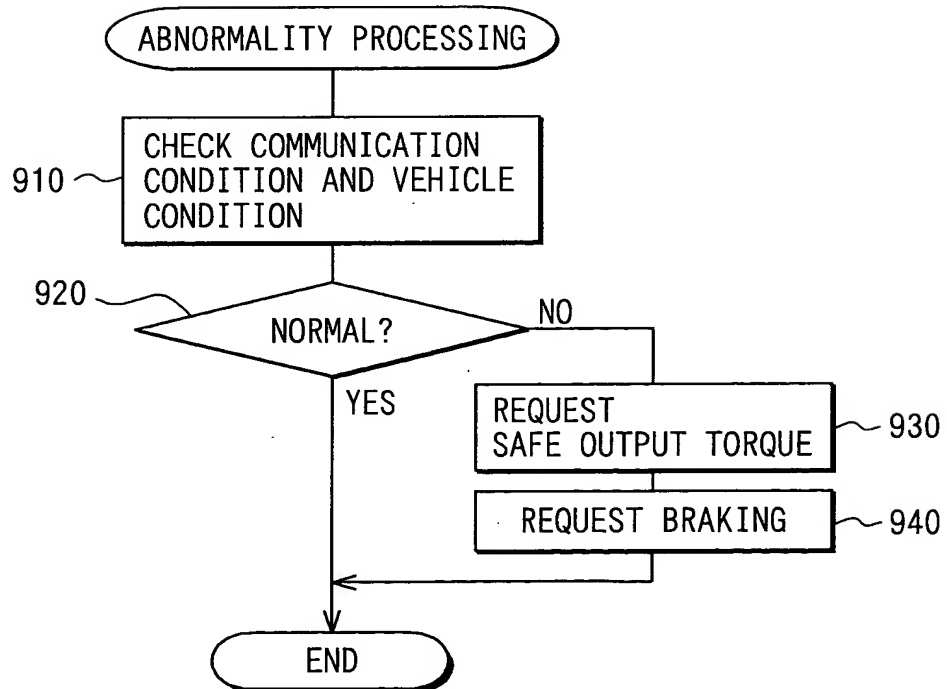 ABNORMALITY PROCESSING
910
CHECK COMMUNICATION
CONDITION AND VEHICLE
CONDITION
920
NORMAL?
NO
YES
REQUEST
SAFE OUTPUT TORQUE
930
REQUEST BRAKING
940
END